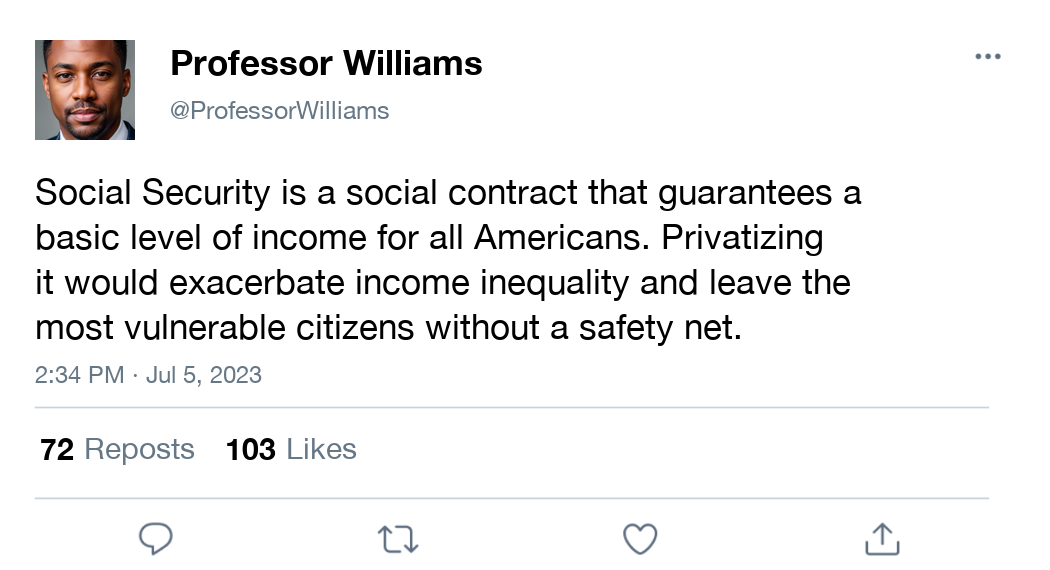 Professor Williams
@ProfessorWilliams
Social Security is a social contract that guarantees a
basic level of income for all Americans. Privatizing
it would exacerbate income inequality and leave the
most vulnerable citizens without a safety net.
2:34 PM · Jul 5, 2023
72 Reposts 103 Likes